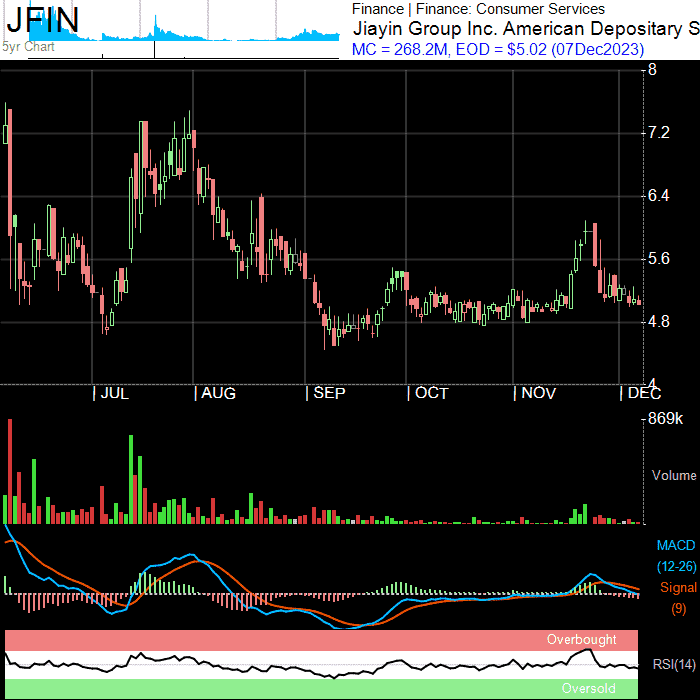 JFIN
5yr Chart
Finance | Finance: Consumer Services
Jiayin Group Inc. American Depositary S
MC = 268.2M, EOD = $5.02 (07Dec2023)
8
7.2
6.4
5.6
4.8
4
JUL AUG SEP OCT NOV DEC
869k
Volume
MACD
(12-26)
Signal
(9)
Overbought
RSI(14)
Oversold